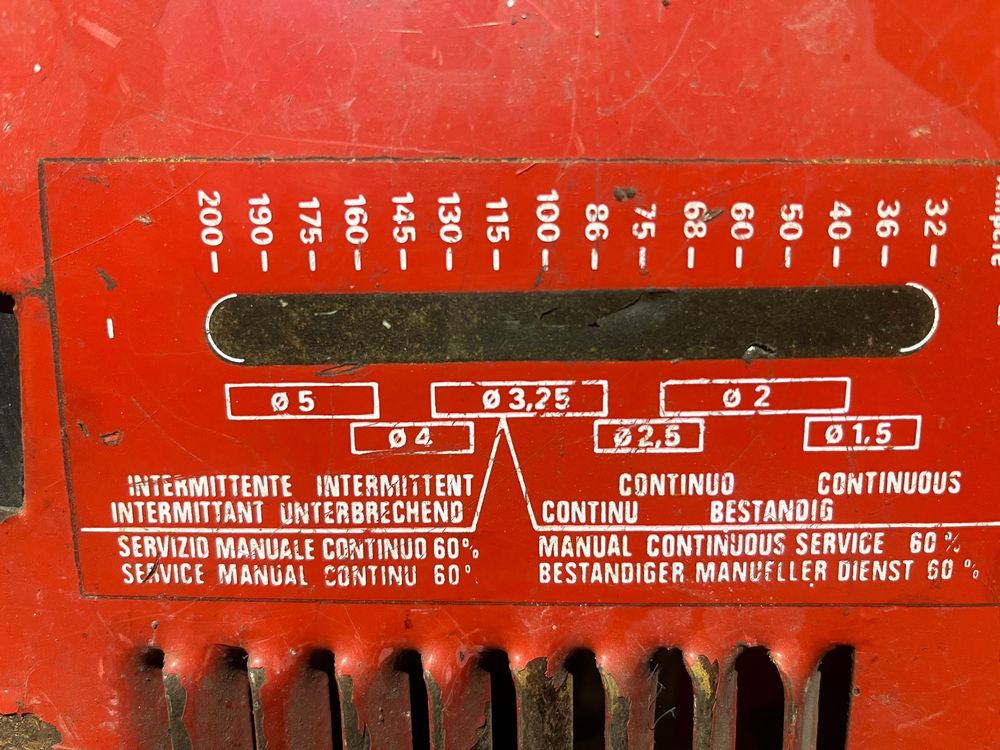 200 190 175 160 145 130 115 100 86 75 68 60 50 40 36 32
Ø 5 Ø 3,25 Ø 2
Ø 4 Ø 2,5 Ø 1,5
INTERMITTENTE INTERMITTENT CONTINUO CONTINUOUS
INTERMITTANT UNTERBRECHEND CONTINU BESTANDIG
SERVIZIO MANUALE CONTINUO 60% MANUAL CONTINUOUS SERVICE 60%
SERVICE MANUAL CONTINU 60% BESTANDIGER MANUELLER DIENST 60%